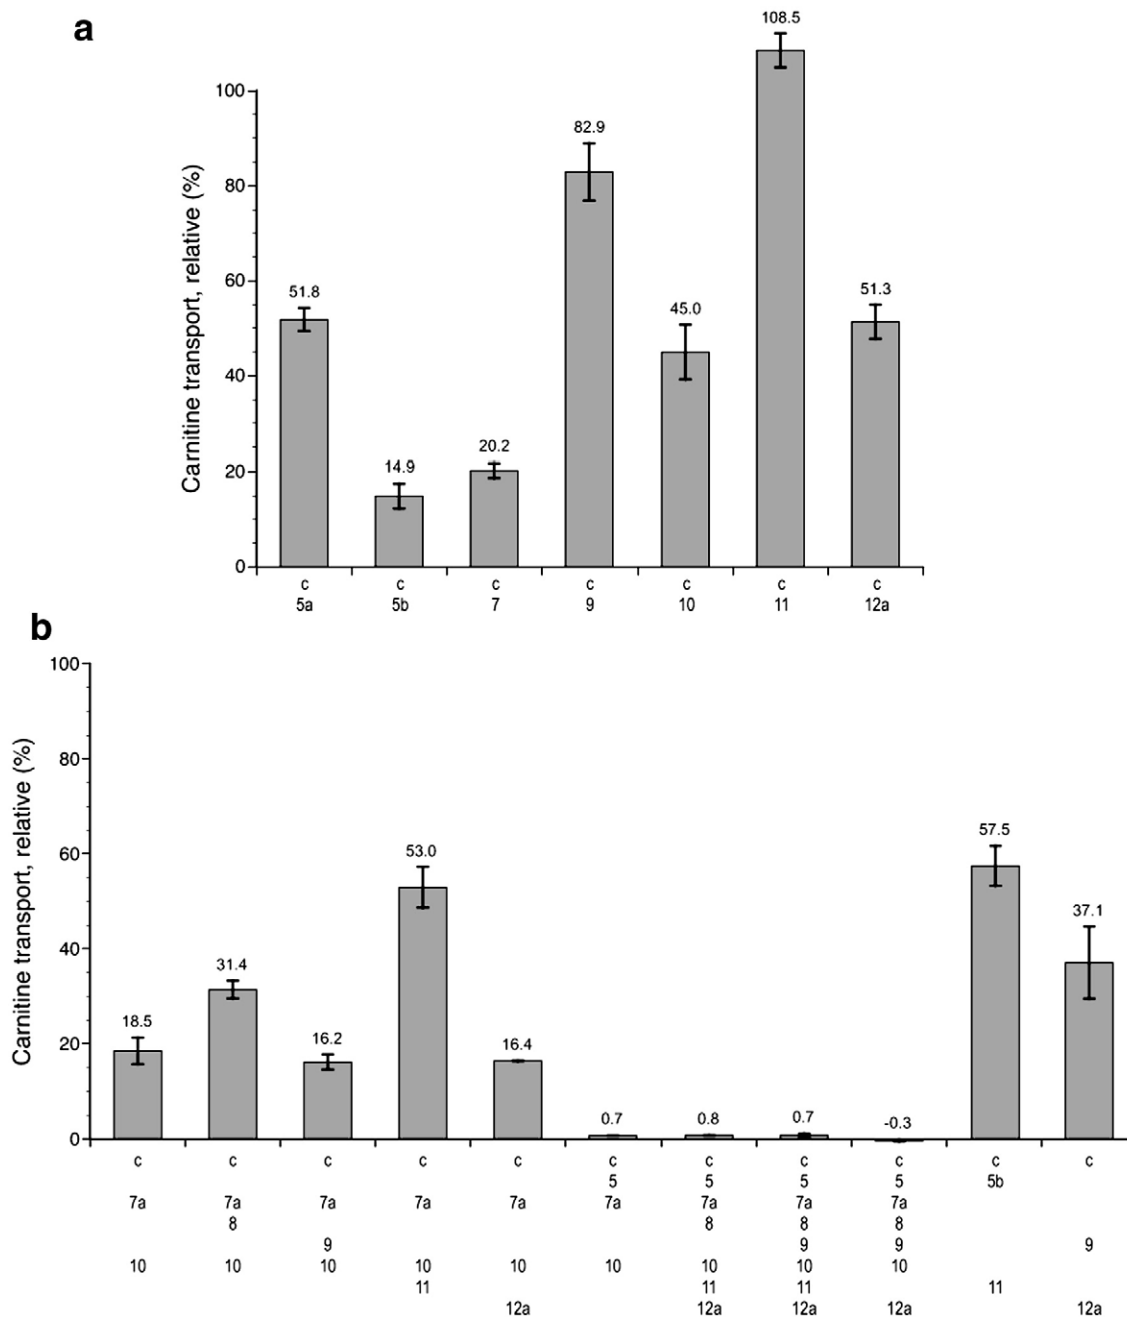 a
108.5
100
82.9
Carnitine transport, relative (%)
80
60
51.8
45.0
51.3
40
20.2
20
14.9
0
c c c c c c c
5a 5b 7 9 10 11 12a
b
100
Carnitine transport, relative (%)
80
60
57.5
53.0
40
37.1
31.4
20
18.5
16.2
16.4
0.7 0.8 0.7 -0.3
0
c c c c c c c c c c c
5 5 5 5 5b
7a 7a 7a 7a 7a 7a 7a 7a 7a
8 8 8 8
9 9 9 9
10 10 10 10 10 10 10 10 10
11 11 11 11
12a 12a 12a 12a 12a